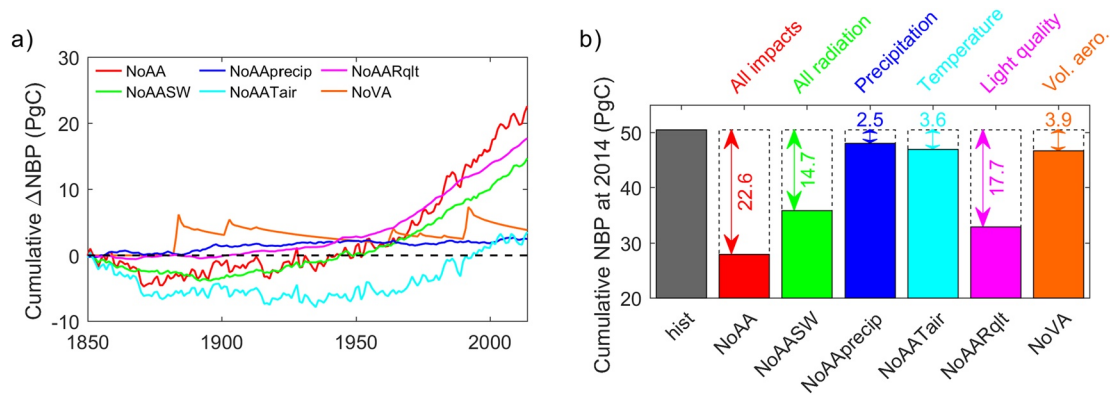 a)
Cumulative ΔNBP (PgC)
30
20
10
0
-10
1850
1900
1950
2000
NoAA
NoAAprecip
NoAARqlt
NoAASW
NoAATair
NoVA
b)
All impacts
All radiation
Precipitation
Temperature
Light quality
Vol. aero.
Cumulative NBP at 2014 (PgC)
50
40
30
20
22.6
14.7
2.5
3.6
17.7
3.9
hist
NoAA
NoAASW
NoAAprecip
NoAATair
NoAARqlt
NoVA